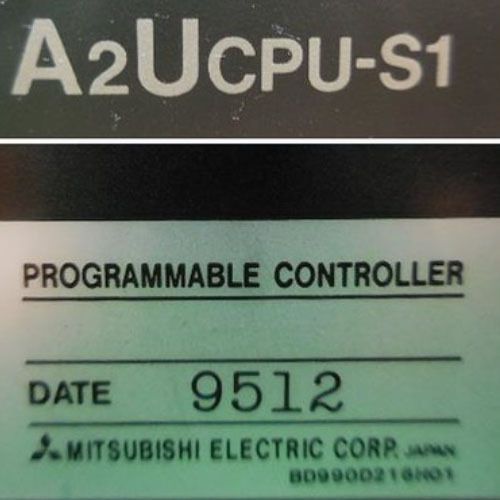 A2UCPU-S1
PROGRAMMABLE CONTROLLER
DATE 9512
MITSUBISHI ELECTRIC CORP. JAPAN
BD990D216H01